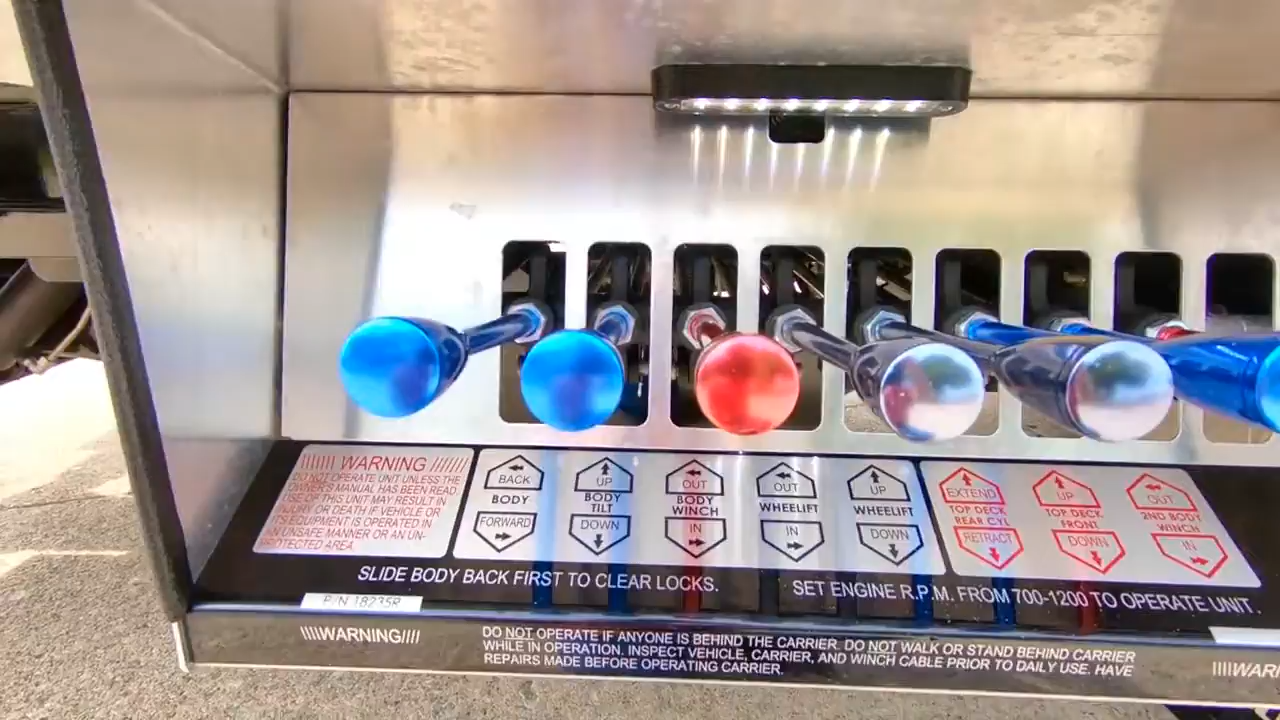 WARNING
DO NOT OPERATE UNIT UNLESS THE
OWNER'S MANUAL HAS BEEN READ.
USE OF THIS UNIT MAY RESULT IN
INJURY OR DEATH IF VEHICLE OR
ITS EQUIPMENT IS OPERATED IN
AN UNSAFE MANNER OR AN UN-
PROTECTED AREA.
BACK
BODY
FORWARD
UP
BODY
TILT
DOWN
OUT
BODY
WINCH
IN
OUT
WHEELIFT
IN
UP
WHEELIFT
DOWN
EXTEND
TOP DECK
REAR CYL
RETRACT
UP
TOP DECK
FRONT
DOWN
OUT
2ND BODY
WINCH
IN
SLIDE BODY BACK FIRST TO CLEAR LOCKS.
SET ENGINE R.P.M. FROM 700-1200 TO OPERATE UNIT.
P/N 18235R
WARNING
DO NOT OPERATE IF ANYONE IS BEHIND THE CARRIER. DO NOT WALK OR STAND BEHIND CARRIER
WHILE IN OPERATION. INSPECT VEHICLE, CARRIER, AND WINCH CABLE PRIOR TO DAILY USE. HAVE
REPAIRS MADE BEFORE OPERATING CARRIER.